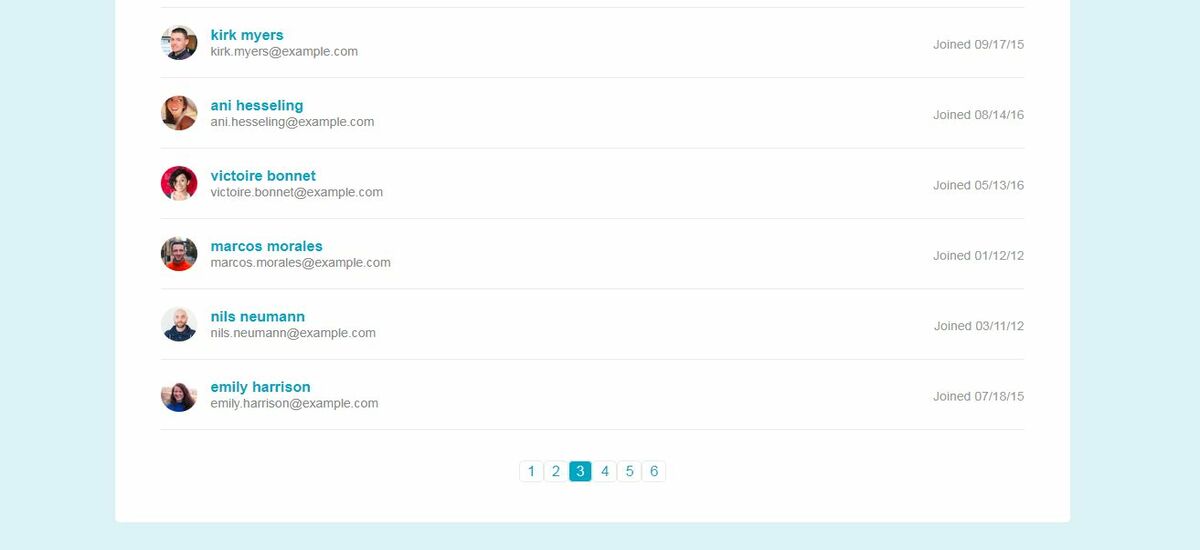 kirk myers
kirk.myers@example.com
Joined 09/17/15
ani hesseling
ani.hesseling@example.com
Joined 08/14/16
victoire bonnet
victoire.bonnet@example.com
Joined 05/13/16
marcos morales
marcos.morales@example.com
Joined 01/12/12
nils neumann
nils.neumann@example.com
Joined 03/11/12
emily harrison
emily.harrison@example.com
Joined 07/18/15
1 2 3 4 5 6